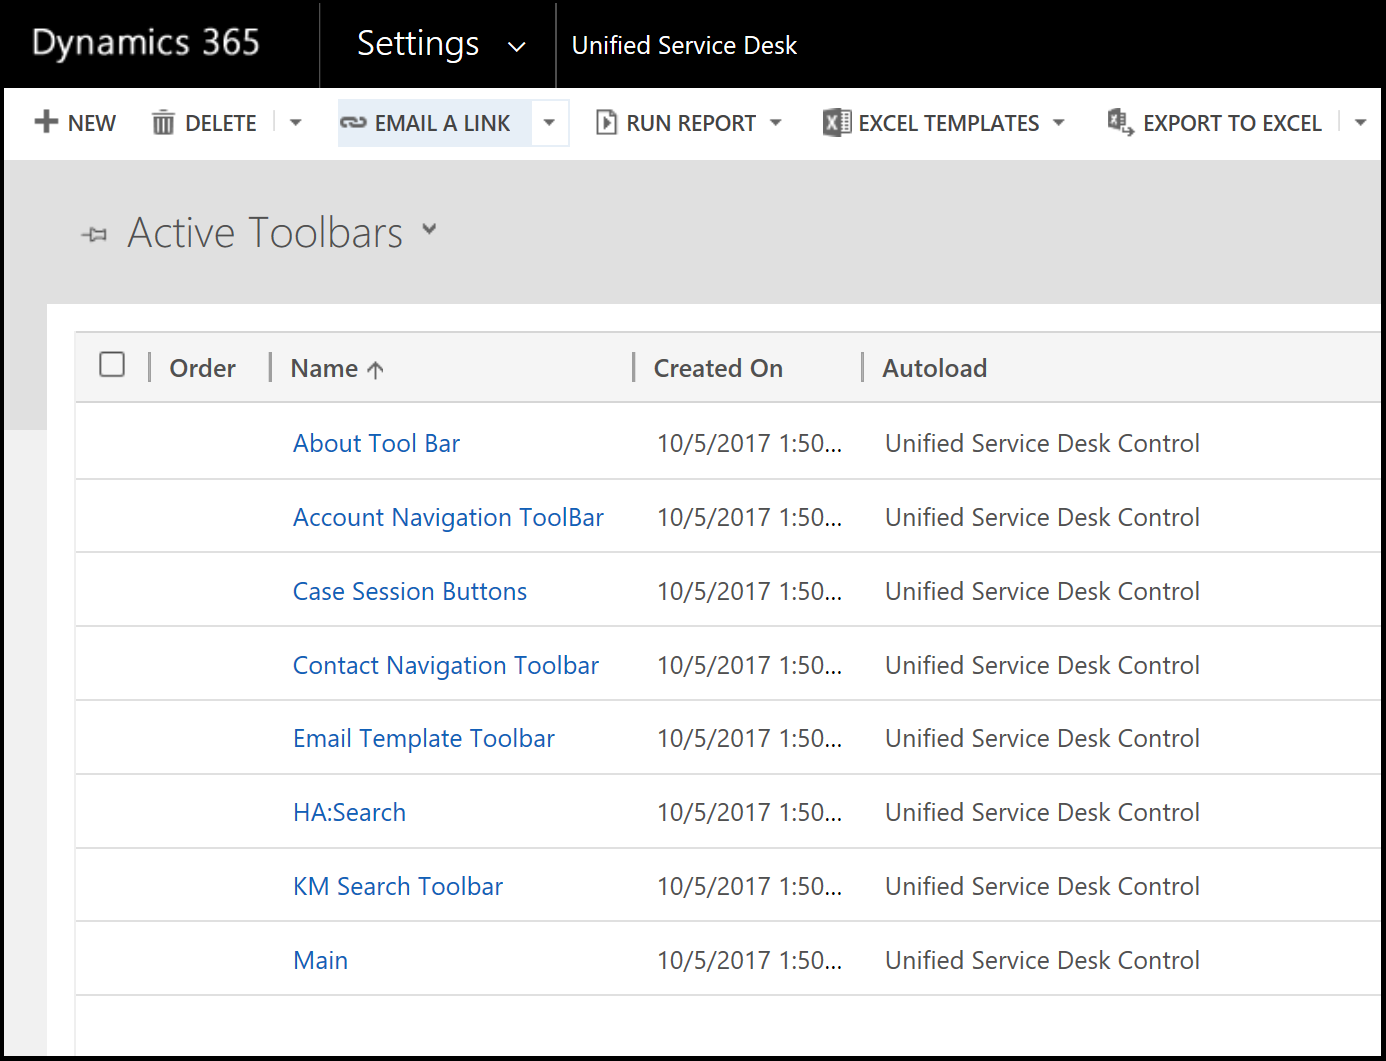 Dynamics 365 Settings Unified Service Desk
NEW DELETE EMAIL A LINK RUN REPORT EXCEL TEMPLATES EXPORT TO EXCEL
Active Toolbars
Order Name Created On Autoload
About Tool Bar 10/5/2017 1:50... Unified Service Desk Control
Account Navigation ToolBar 10/5/2017 1:50... Unified Service Desk Control
Case Session Buttons 10/5/2017 1:50... Unified Service Desk Control
Contact Navigation Toolbar 10/5/2017 1:50... Unified Service Desk Control
Email Template Toolbar 10/5/2017 1:50... Unified Service Desk Control
HA:Search 10/5/2017 1:50... Unified Service Desk Control
KM Search Toolbar 10/5/2017 1:50... Unified Service Desk Control
Main 10/5/2017 1:50... Unified Service Desk Control